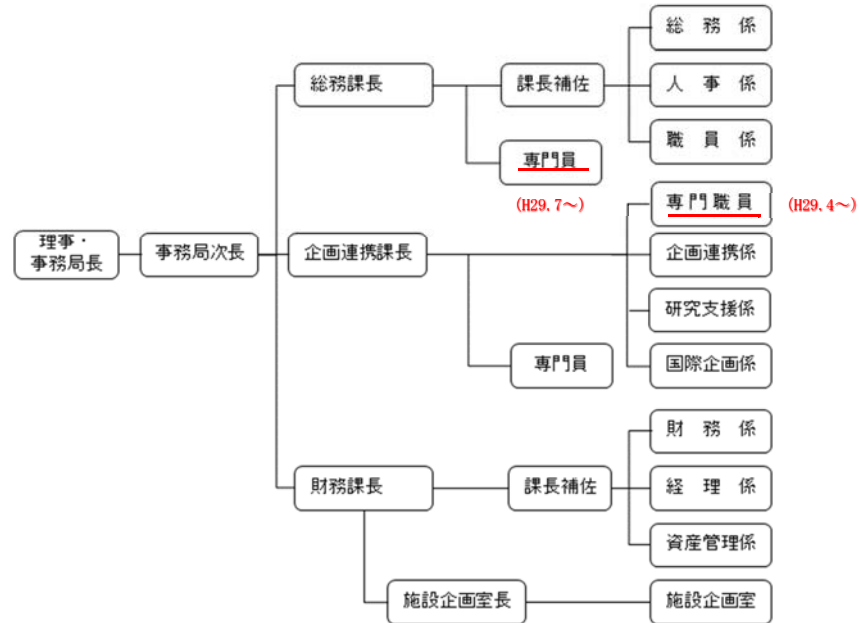 総 務 係
総務課長
課長補佐
人 事 係
職 員 係
専門員
(H29.7～)
専門職員
(H29.4～)
理事・
事務局長
事務局次長
企画連携課長
企画連携係
研究支援係
専門員
国際企画係
財 務 係
財務課長
課長補佐
経 理 係
資産管理係
施設企画室長
施設企画室